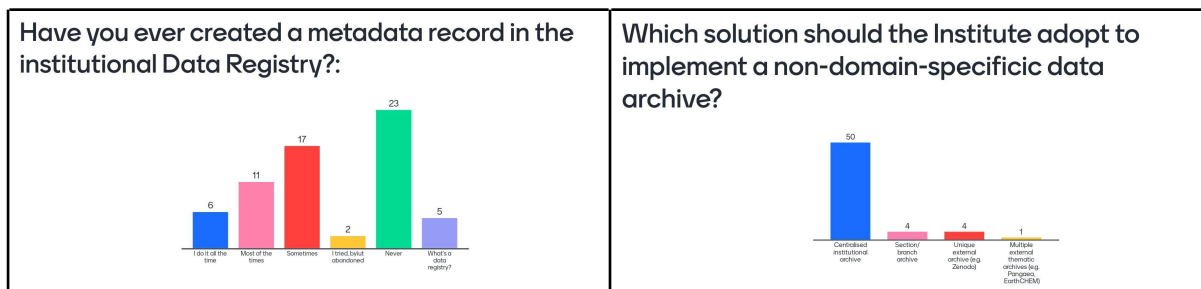 Have you ever created a metadata record in the
institutional Data Registry?:
23
17
11
6
5
2
I do it all the
time
Most of the
times
Sometimes
I tried, byiut
abandoned
Never
What's a
data
registry?
Which solution should the Institute adopt to
implement a non-domain-specificic data
archive?
50
4
4
1
Centralised
institutional
archive
Section/
branch
archive
Unique
external
archive (eg.
Zenodo)
Multiple
external
thematic
archives (e.g.
Pangaea,
EarthCHEM)